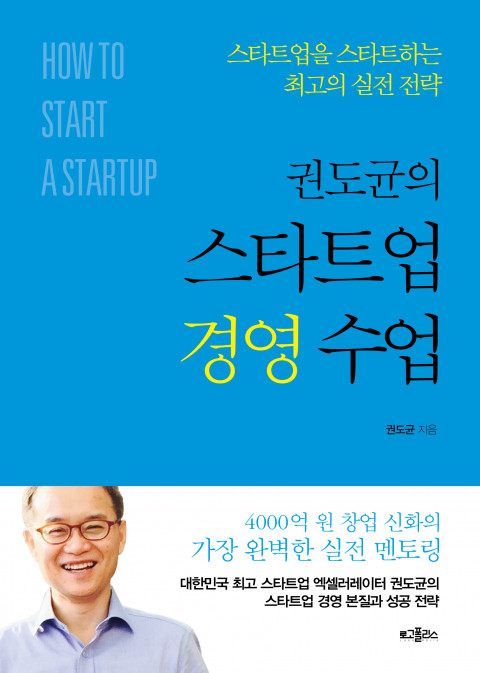 HOW TO
START
A STARTUP
스타트업을 스타트하는
최고의 실전 전략
권도균의
스타트업
경영 수업
권도균 지음
4000억 원 창업 신화의
가장 완벽한 실전 멘토링
대한민국 최고 스타트업 엑셀러레이터 권도균의
스타트업 경영 본질과 성공 전략
로고폴리스